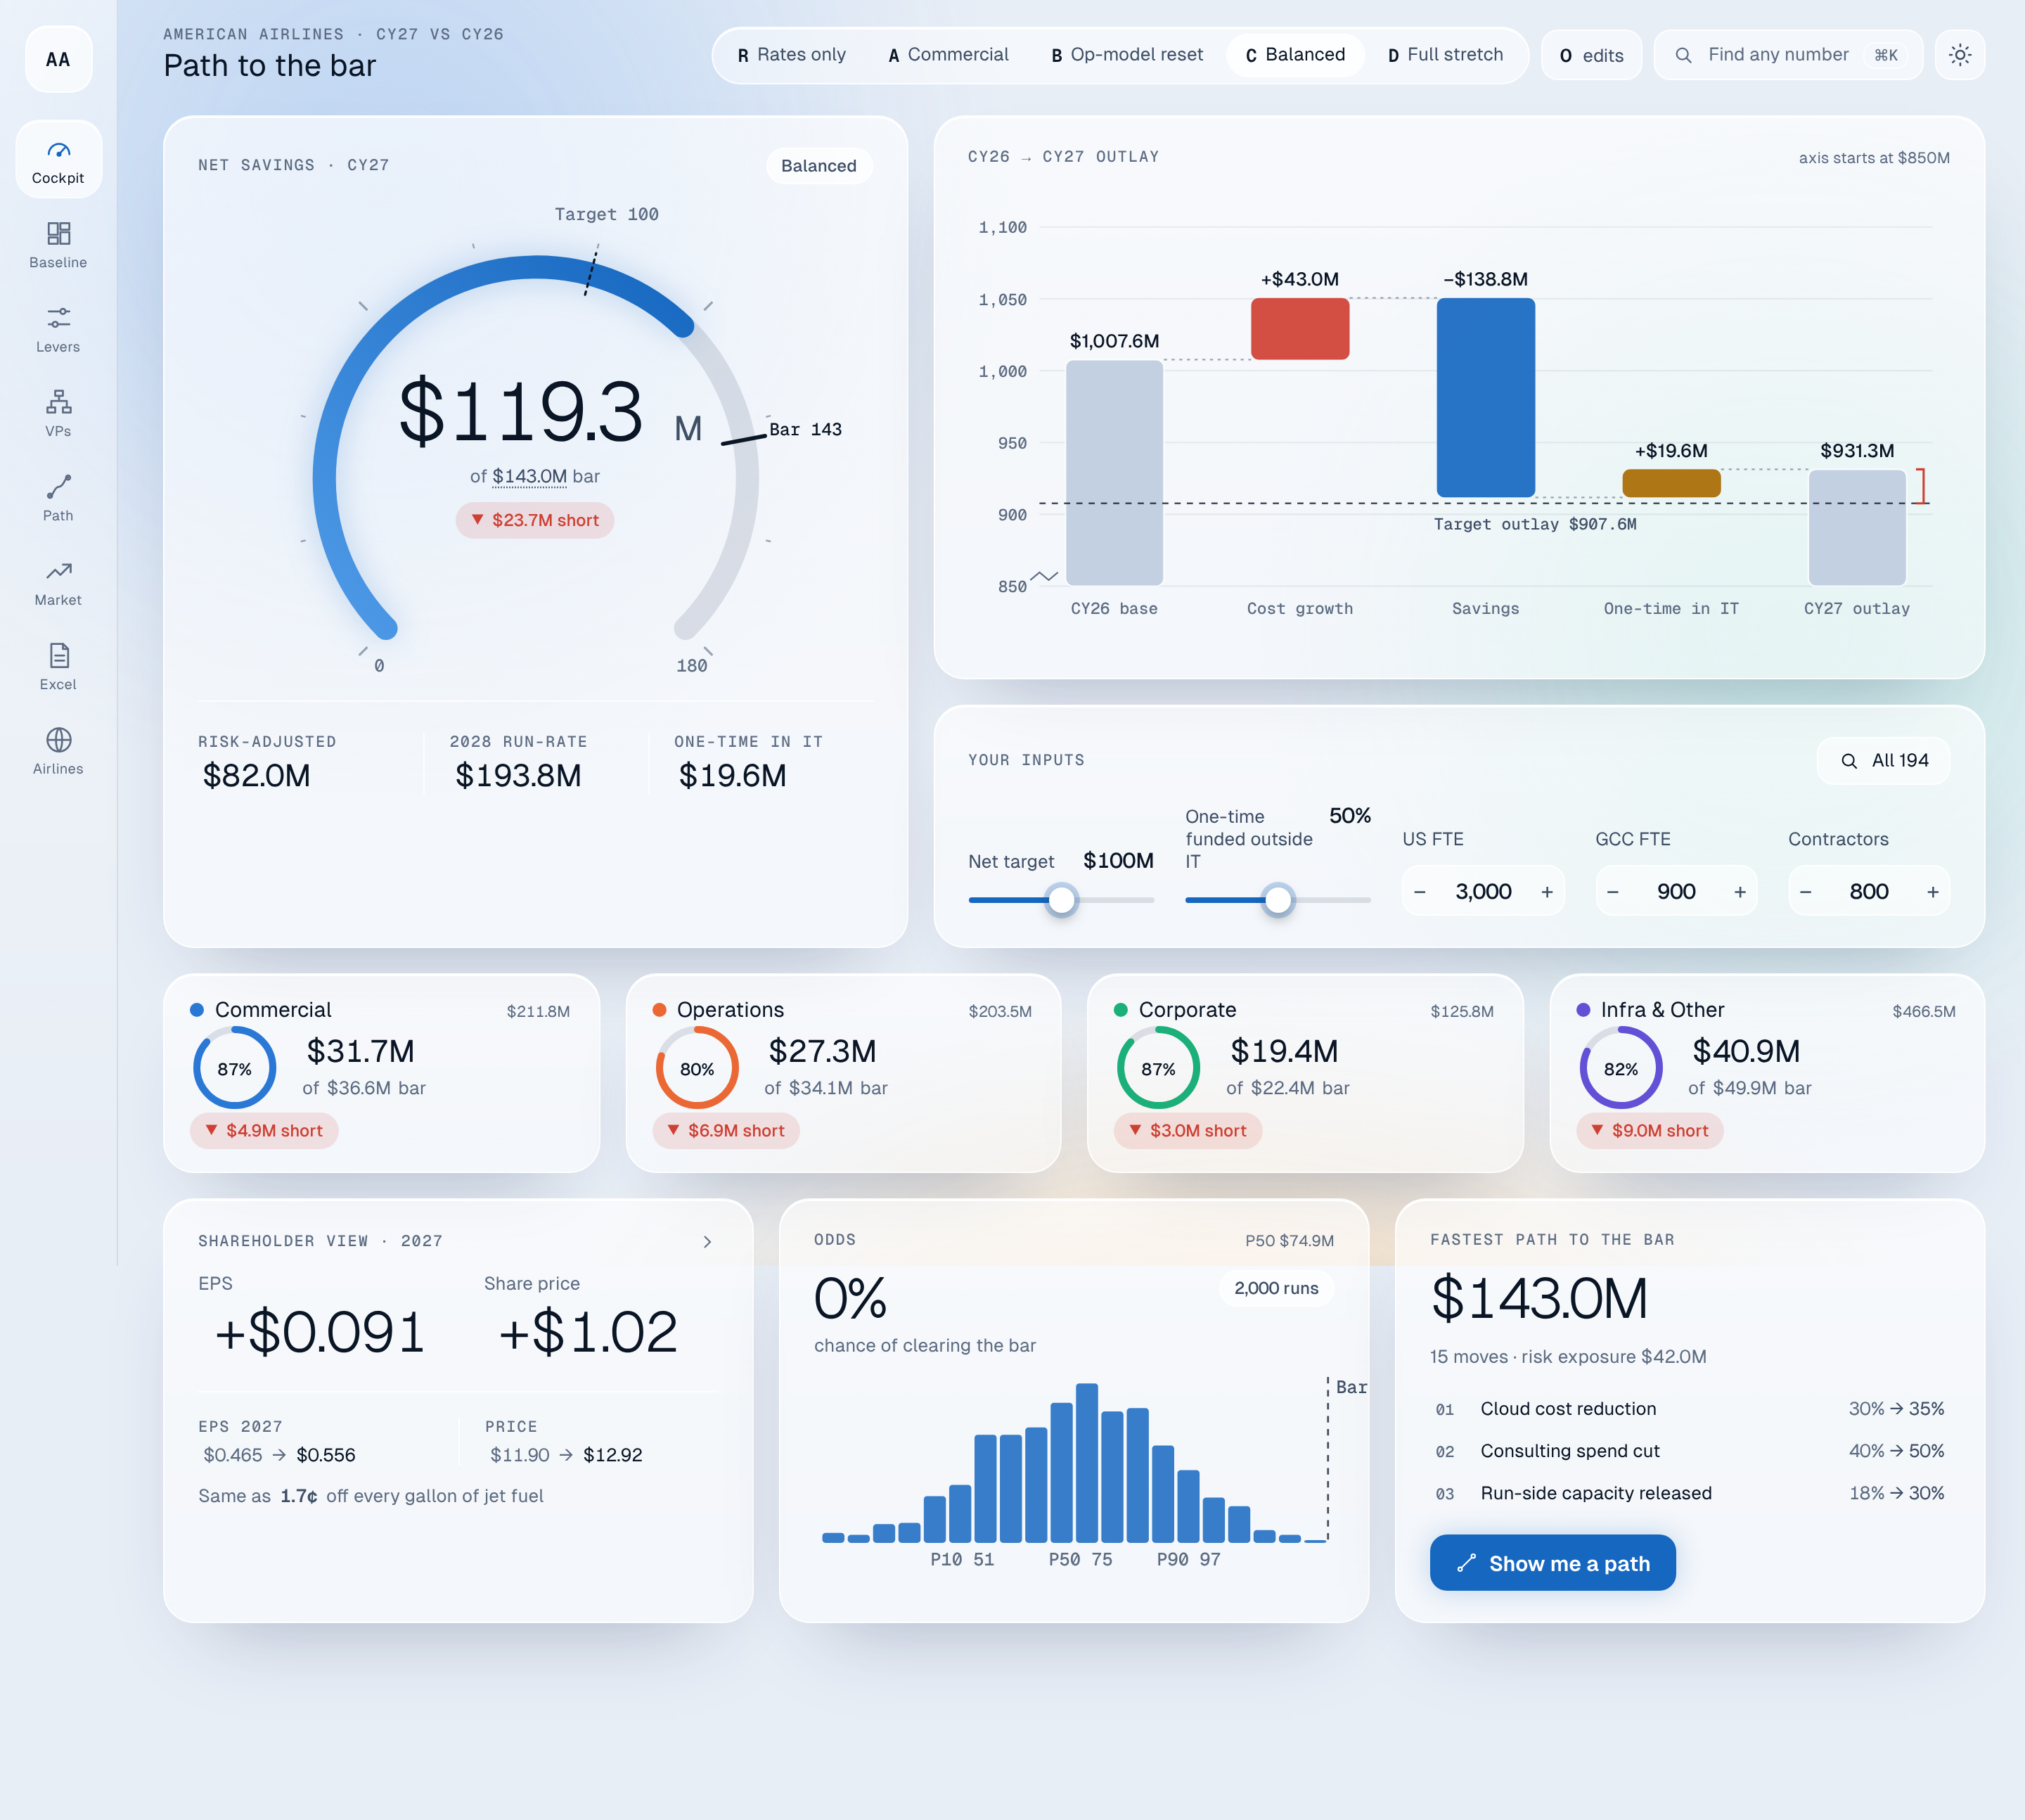 AA
AMERICAN AIRLINES · CY27 VS CY26
Path to the bar
R Rates only
A Commercial
B Op-model reset
C Balanced
D Full stretch
0 edits
Find any number ⌘K
Cockpit
Baseline
Levers
VPs
Path
Market
Excel
Airlines
NET SAVINGS · CY27
Balanced
Target 100
$119.3 M
Bar 143
of $143.0M bar
▼ $23.7M short
0
180
RISK-ADJUSTED
$82.0M
2028 RUN-RATE
$193.8M
ONE-TIME IN IT
$19.6M
CY26 → CY27 OUTLAY
axis starts at $850M
1,100
1,050
1,000
950
900
850
$1,007.6M
+$43.0M
−$138.8M
+$19.6M
$931.3M
Target outlay $907.6M
CY26 base
Cost growth
Savings
One-time in IT
CY27 outlay
YOUR INPUTS
All 194
Net target $100M
One-time
funded outside
IT
50%
US FTE
− 3,000 +
GCC FTE
− 900 +
Contractors
− 800 +
Commercial $211.8M
87%
$31.7M
of $36.6M bar
▼ $4.9M short
Operations $203.5M
80%
$27.3M
of $34.1M bar
▼ $6.9M short
Corporate $125.8M
87%
$19.4M
of $22.4M bar
▼ $3.0M short
Infra & Other $466.5M
82%
$40.9M
of $49.9M bar
▼ $9.0M short
SHAREHOLDER VIEW · 2027
EPS
+$0.091
Share price
+$1.02
EPS 2027
$0.465 → $0.556
PRICE
$11.90 → $12.92
Same as 1.7¢ off every gallon of jet fuel
ODDS
P50 $74.9M
0%
2,000 runs
chance of clearing the bar
Bar
P10 51
P50 75
P90 97
FASTEST PATH TO THE BAR
$143.0M
15 moves · risk exposure $42.0M
01 Cloud cost reduction 30% → 35%
02 Consulting spend cut 40% → 50%
03 Run-side capacity released 18% → 30%
Show me a path